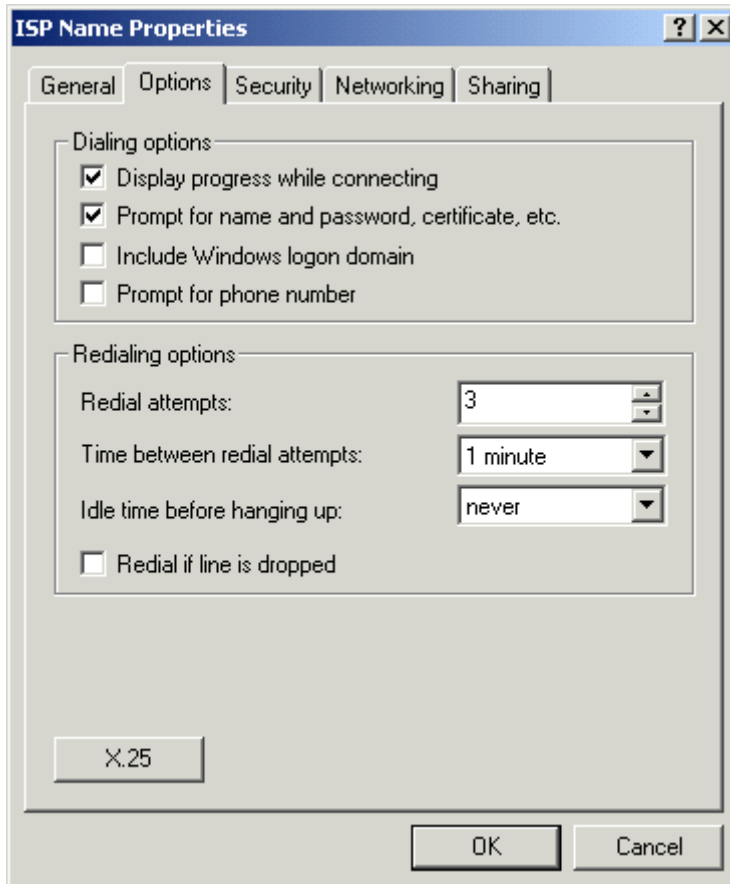 ISP Name Properties
General Options Security Networking Sharing
Dialing options
Display progress while connecting
Prompt for name and password, certificate, etc.
Include Windows logon domain
Prompt for phone number
Redialing options
Redial attempts: 3
Time between redial attempts: 1 minute
Idle time before hanging up: never
Redial if line is dropped
X.25
OK Cancel